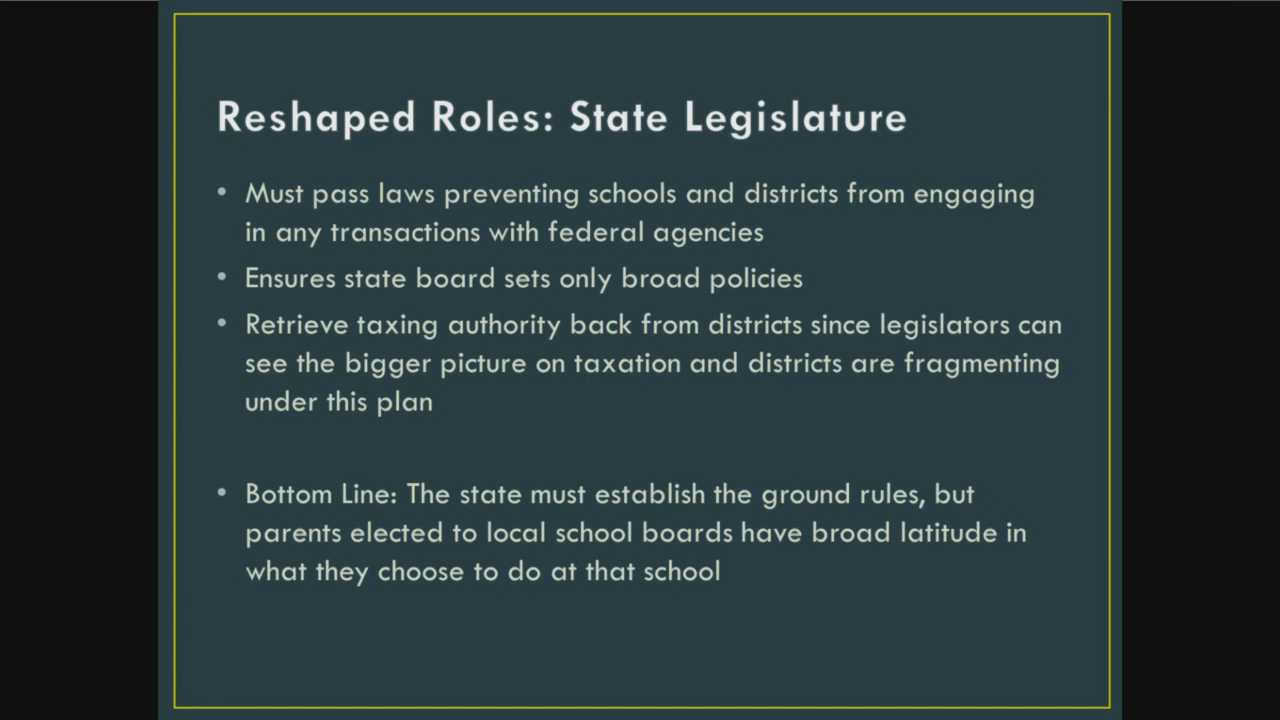 Reshaped Roles: State Legislature
• Must pass laws preventing schools and districts from engaging
in any transactions with federal agencies
• Ensures state board sets only broad policies
• Retrieve taxing authority back from districts since legislators can
see the bigger picture on taxation and districts are fragmenting
under this plan
• Bottom Line: The state must establish the ground rules, but
parents elected to local school boards have broad latitude in
what they choose to do at that school